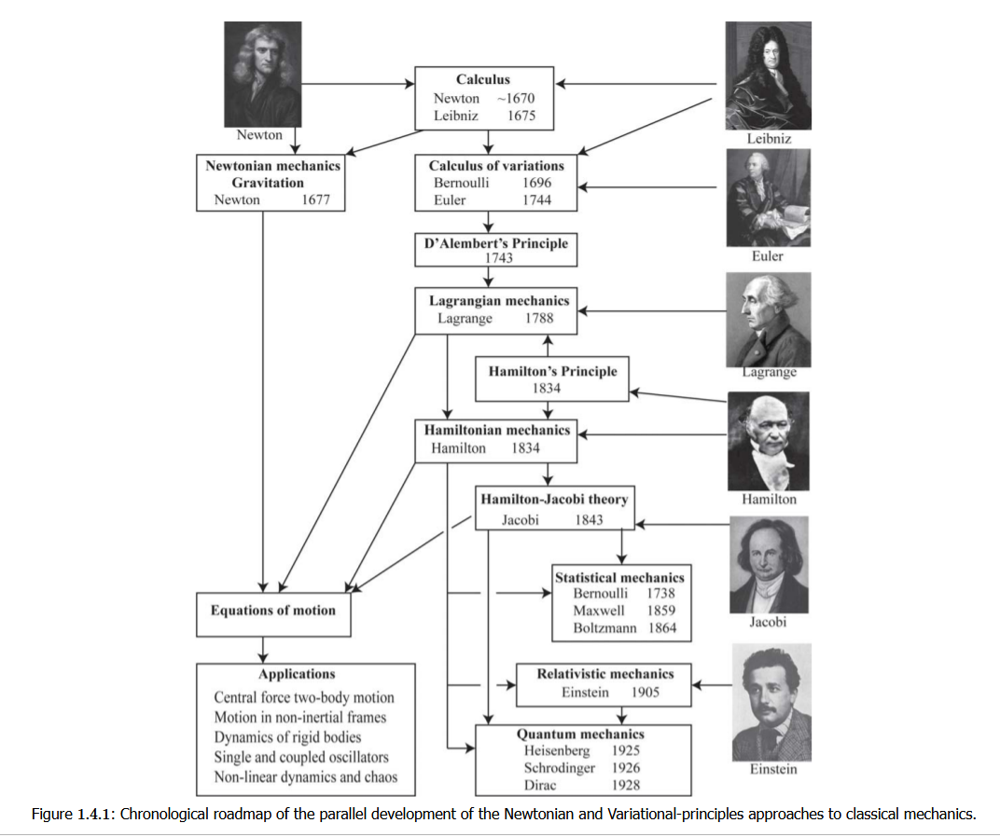 Calculus
Newton ~1670
Leibniz 1675
Newton
Leibniz
Newtonian mechanics
Gravitation
Newton 1677
Calculus of variations
Bernoulli 1696
Euler 1744
Euler
D’Alembert’s Principle
1743
Lagrangian mechanics
Lagrange 1788
Lagrange
Hamilton’s Principle
1834
Hamiltonian mechanics
Hamilton 1834
Hamilton
Hamilton-Jacobi theory
Jacobi 1843
Jacobi
Statistical mechanics
Bernoulli 1738
Maxwell 1859
Boltzmann 1864
Equations of motion
Applications
Central force two-body motion
Motion in non-inertial frames
Dynamics of rigid bodies
Single and coupled oscillators
Non-linear dynamics and chaos
Relativistic mechanics
Einstein 1905
Einstein
Quantum mechanics
Heisenberg 1925
Schrodinger 1926
Dirac 1928
Figure 1.4.1: Chronological roadmap of the parallel development of the Newtonian and Variational-principles approaches to classical mechanics.